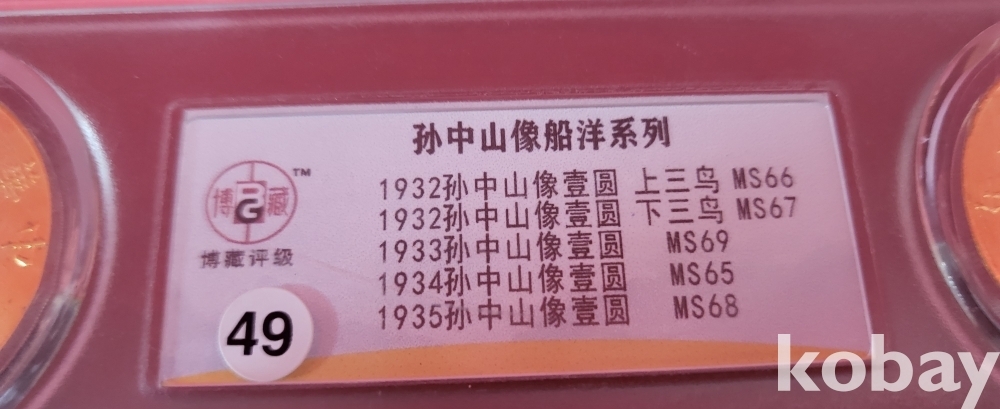 孙中山像船洋系列
1932孙中山像壹圆 上三鸟 MS66
1932孙中山像壹圆 下三鸟 MS67
1933孙中山像壹圆 MS69
1934孙中山像壹圆 MS65
1935孙中山像壹圆 MS68
博 PG 藏 ™
博藏评级
49
kobay